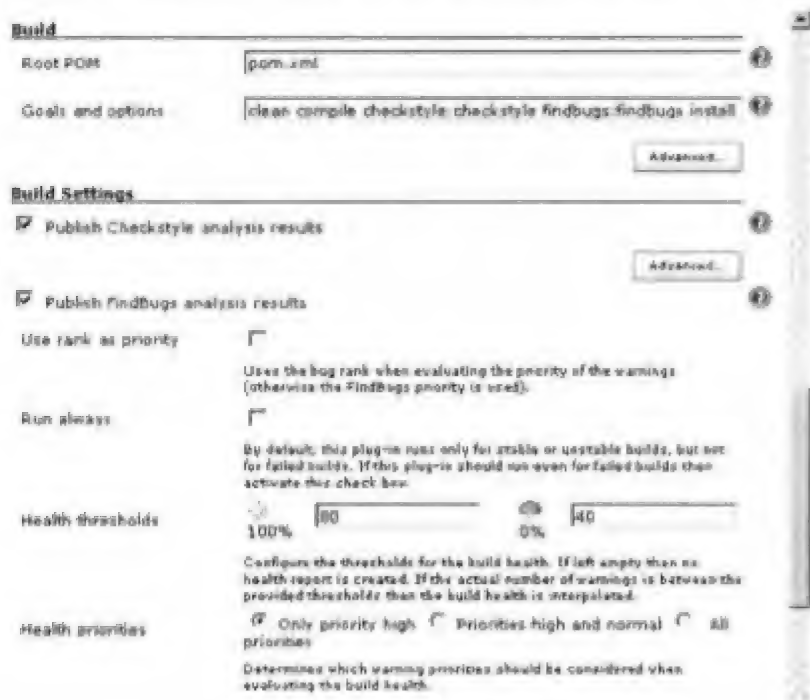 Build
Root POM
pom.xml
Goals and options
clean compile checkstyle:checkstyle findbugs:findbugs install
Advanced...
Build Settings
Publish Checkstyle analysis results
Advanced...
Publish FindBugs analysis results
Use rank as priority
Uses the bug rank when evaluating the priority of the warnings
(otherwise the FindBugs priority is used).
Run always
By default, this plug-in runs only for stable or unstable builds, but not
for failed builds. If this plug-in should run even for failed builds then
activate this check box.
Health thresholds
100%
80
0%
40
Configure the thresholds for the build health. If left empty then no
health report is created. If the actual number of warnings is between the
provided thresholds then the build health is interpolated.
Health priorities
Only priority high Priorities high and normal All
priorities
Determines which warning priorities should be considered when
evaluating the build health.